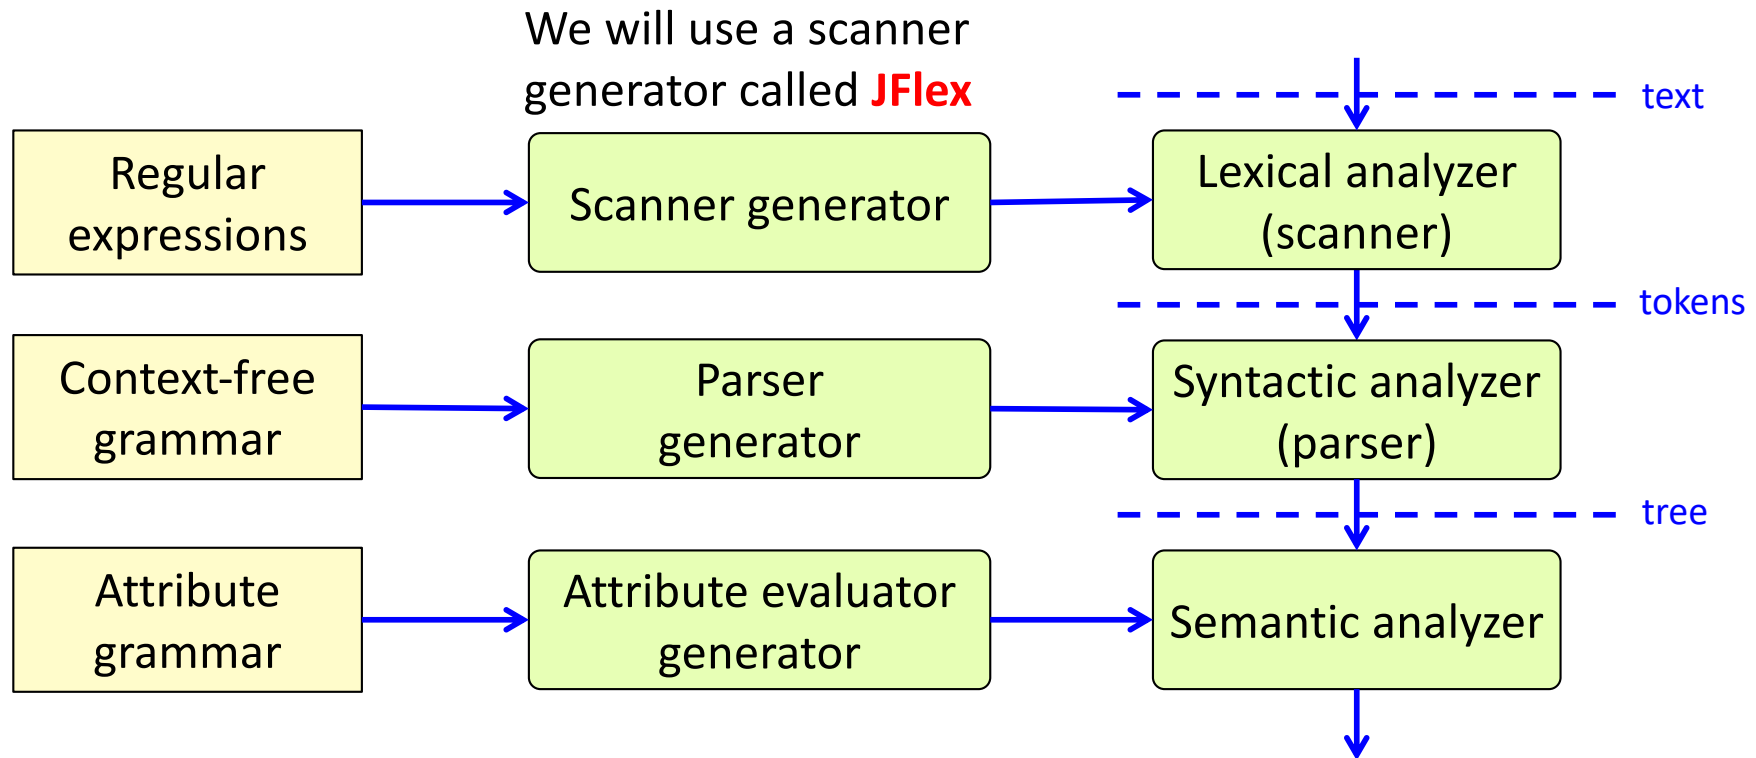 We will use a scanner
generator called JFlex
text
Regular
expressions
Scanner generator
Lexical analyzer
(scanner)
tokens
Context-free
grammar
Parser
generator
Syntactic analyzer
(parser)
tree
Attribute
grammar
Attribute evaluator
generator
Semantic analyzer